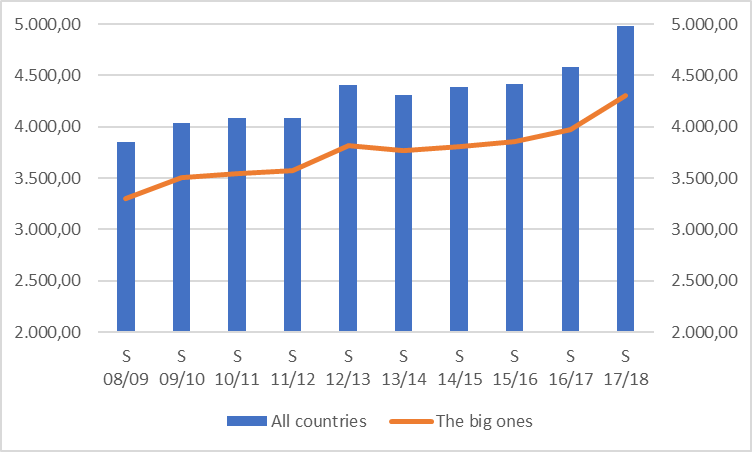 5.000,00 5.000,00
4.500,00 4.500,00
4.000,00 4.000,00
3.500,00 3.500,00
3.000,00 3.000,00
2.500,00 2.500,00
2.000,00 2.000,00
S S S S S S S S S S
08/09 09/10 10/11 11/12 12/13 13/14 14/15 15/16 16/17 17/18
All countries The big ones